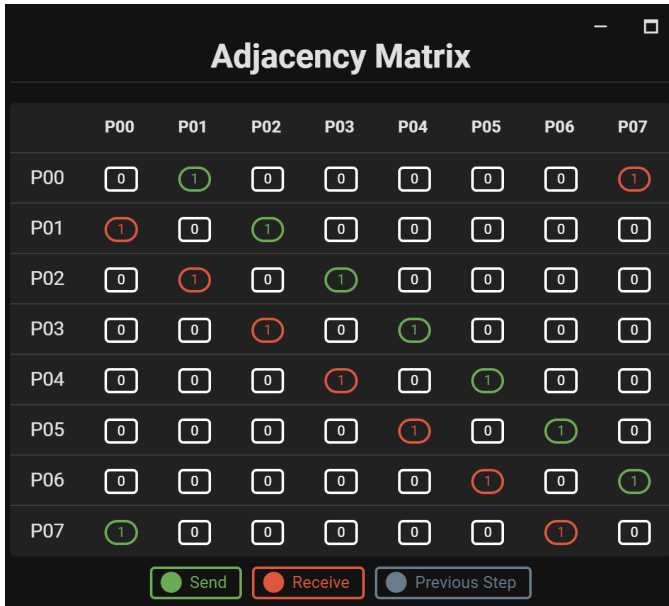 Adjacency Matrix
P00 P01 P02 P03 P04 P05 P06 P07
P00 0 1 0 0 0 0 0 1
P01 1 0 1 0 0 0 0 0
P02 0 1 0 1 0 0 0 0
P03 0 0 1 0 1 0 0 0
P04 0 0 0 1 0 1 0 0
P05 0 0 0 0 1 0 1 0
P06 0 0 0 0 0 1 0 1
P07 1 0 0 0 0 0 1 0
Send Receive Previous Step